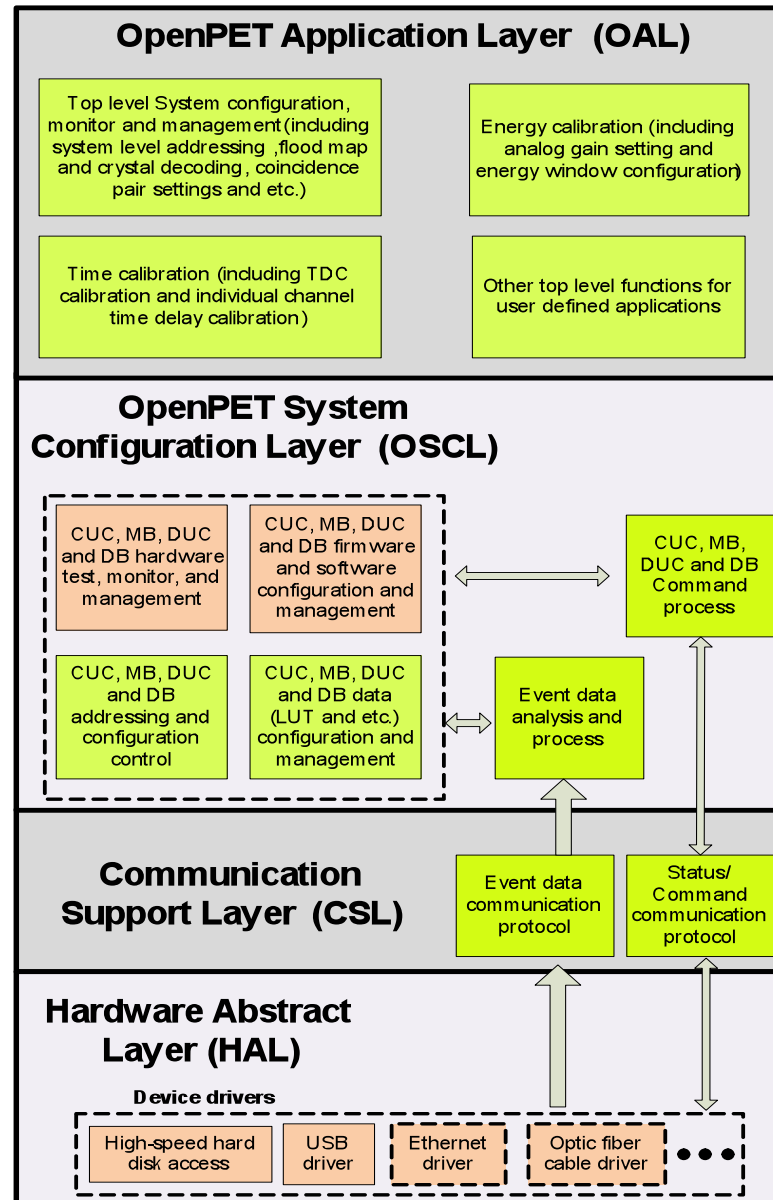 OpenPET Application Layer (OAL)
Top level System configuration,
monitor and management(including
system level addressing ,flood map
and crystal decoding, coincidence
pair settings and etc.)
Energy calibration (including
analog gain setting and
energy window configuration)
Time calibration (including TDC
calibration and individual channel
time delay calibration)
Other top level functions for
user defined applications
OpenPET System
Configuration Layer (OSCL)
CUC, MB, DUC
and DB hardware
test, monitor, and
management
CUC, MB, DUC
and DB firmware
and software
configuration and
management
CUC, MB,
DUC and DB
Command
process
CUC, MB, DUC
and DB
addressing and
configuration
control
CUC, MB, DUC
and DB data
(LUT and etc.)
configuration and
management
Event data
analysis and
process
Communication
Support Layer (CSL)
Event data
communication
protocol
Status/
Command
communication
protocol
Hardware Abstract
Layer (HAL)
Device drivers
High-speed hard
disk access
USB
driver
Ethernet
driver
Optic fiber
cable driver